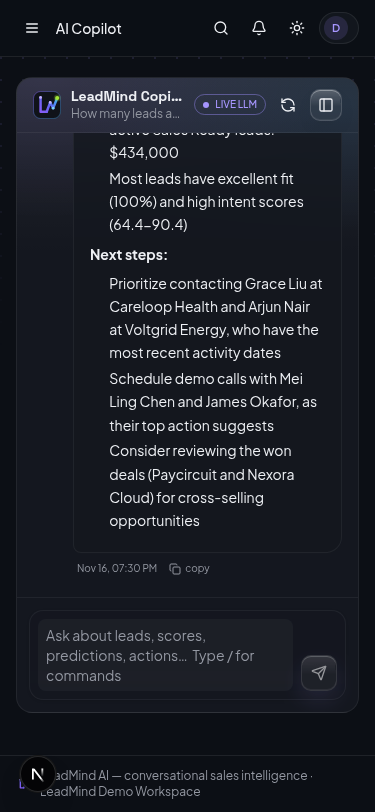 AI Copilot
D
LeadMind Copi...
How many leads a...
LIVE LLM
active Sales Ready leads:
$434,000
Most leads have excellent fit
(100%) and high intent scores
(64.4–90.4)
Next steps:
Prioritize contacting Grace Liu at
Careloop Health and Arjun Nair
at Voltgrid Energy, who have the
most recent activity dates
Schedule demo calls with Mei
Ling Chen and James Okafor, as
their top action suggests
Consider reviewing the won
deals (Paycircuit and Nexora
Cloud) for cross-selling
opportunities
Nov 16, 07:30 PM copy
Ask about leads, scores,
predictions, actions… Type / for
commands
N
LeadMind AI — conversational sales intelligence ·
LeadMind Demo Workspace